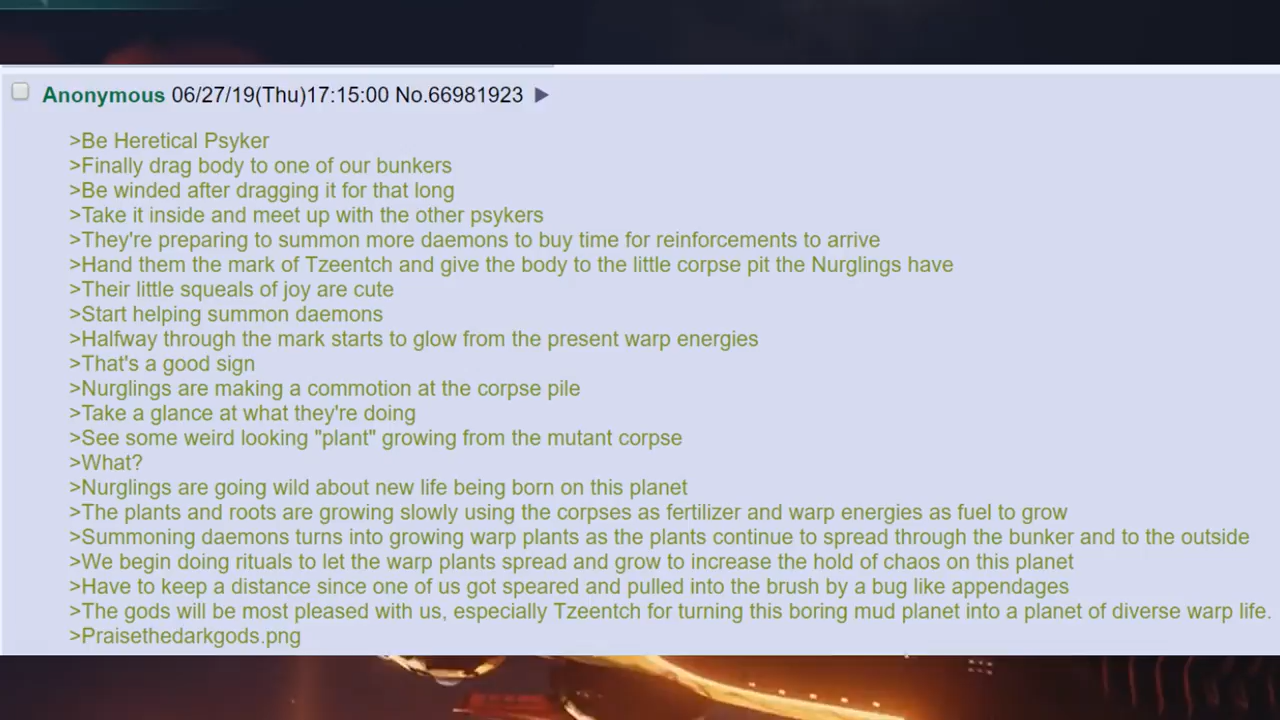 Anonymous 06/27/19(Thu)17:15:00 No.66981923 ▶
>Be Heretical Psyker
>Finally drag body to one of our bunkers
>Be winded after dragging it for that long
>Take it inside and meet up with the other psykers
>They're preparing to summon more daemons to buy time for reinforcements to arrive
>Hand them the mark of Tzeentch and give the body to the little corpse pit the Nurglings have
>Their little squeals of joy are cute
>Start helping summon daemons
>Halfway through the mark starts to glow from the present warp energies
>That's a good sign
>Nurglings are making a commotion at the corpse pile
>Take a glance at what they're doing
>See some weird looking "plant" growing from the mutant corpse
>What?
>Nurglings are going wild about new life being born on this planet
>The plants and roots are growing slowly using the corpses as fertilizer and warp energies as fuel to grow
>Summoning daemons turns into growing warp plants as the plants continue to spread through the bunker and to the outside
>We begin doing rituals to let the warp plants spread and grow to increase the hold of chaos on this planet
>Have to keep a distance since one of us got speared and pulled into the brush by a bug like appendages
>The gods will be most pleased with us, especially Tzeentch for turning this boring mud planet into a planet of diverse warp life.
>Praisethedarkgods.png